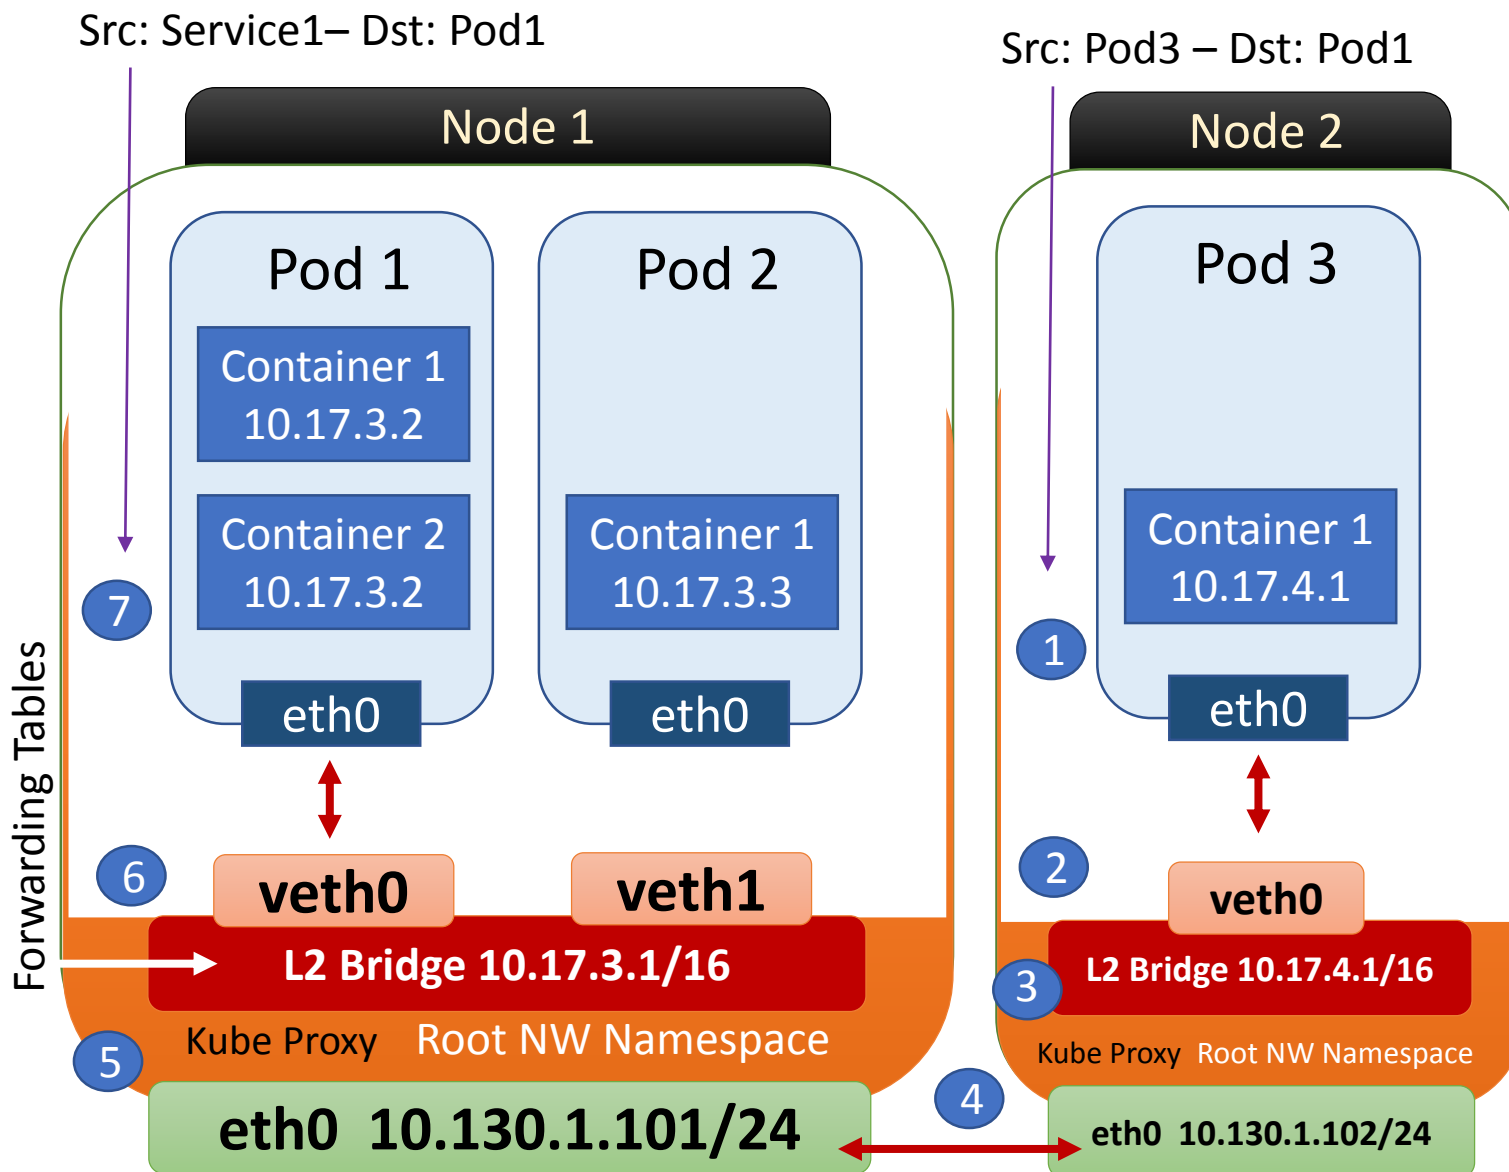 Src: Service1– Dst: Pod1
Src: Pod3 – Dst: Pod1
Node 1
Node 2
Pod 1
Pod 2
Pod 3
Container 1
10.17.3.2
Container 2
10.17.3.2
Container 1
10.17.3.3
Container 1
10.17.4.1
7
1
eth0
eth0
eth0
Forwarding Tables
6
2
veth0
veth1
veth0
L2 Bridge 10.17.3.1/16
L2 Bridge 10.17.4.1/16
3
5
Kube Proxy
Root NW Namespace
Kube Proxy
Root NW Namespace
4
eth0 10.130.1.101/24
eth0 10.130.1.102/24